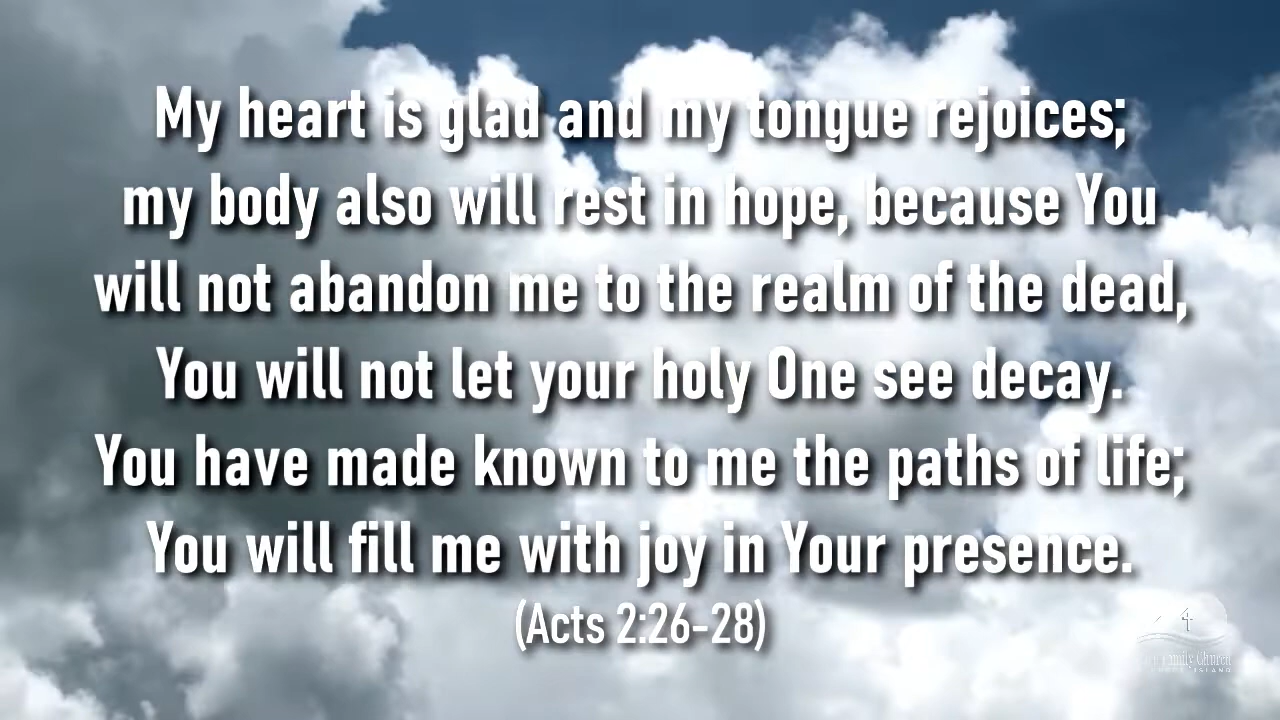 My heart is glad and my tongue rejoices;
my body also will rest in hope, because You
will not abandon me to the realm of the dead,
You will not let your holy One see decay.
You have made known to me the paths of life;
You will fill me with joy in Your presence.
(Acts 2:26-28)
Family Church
ISLAND